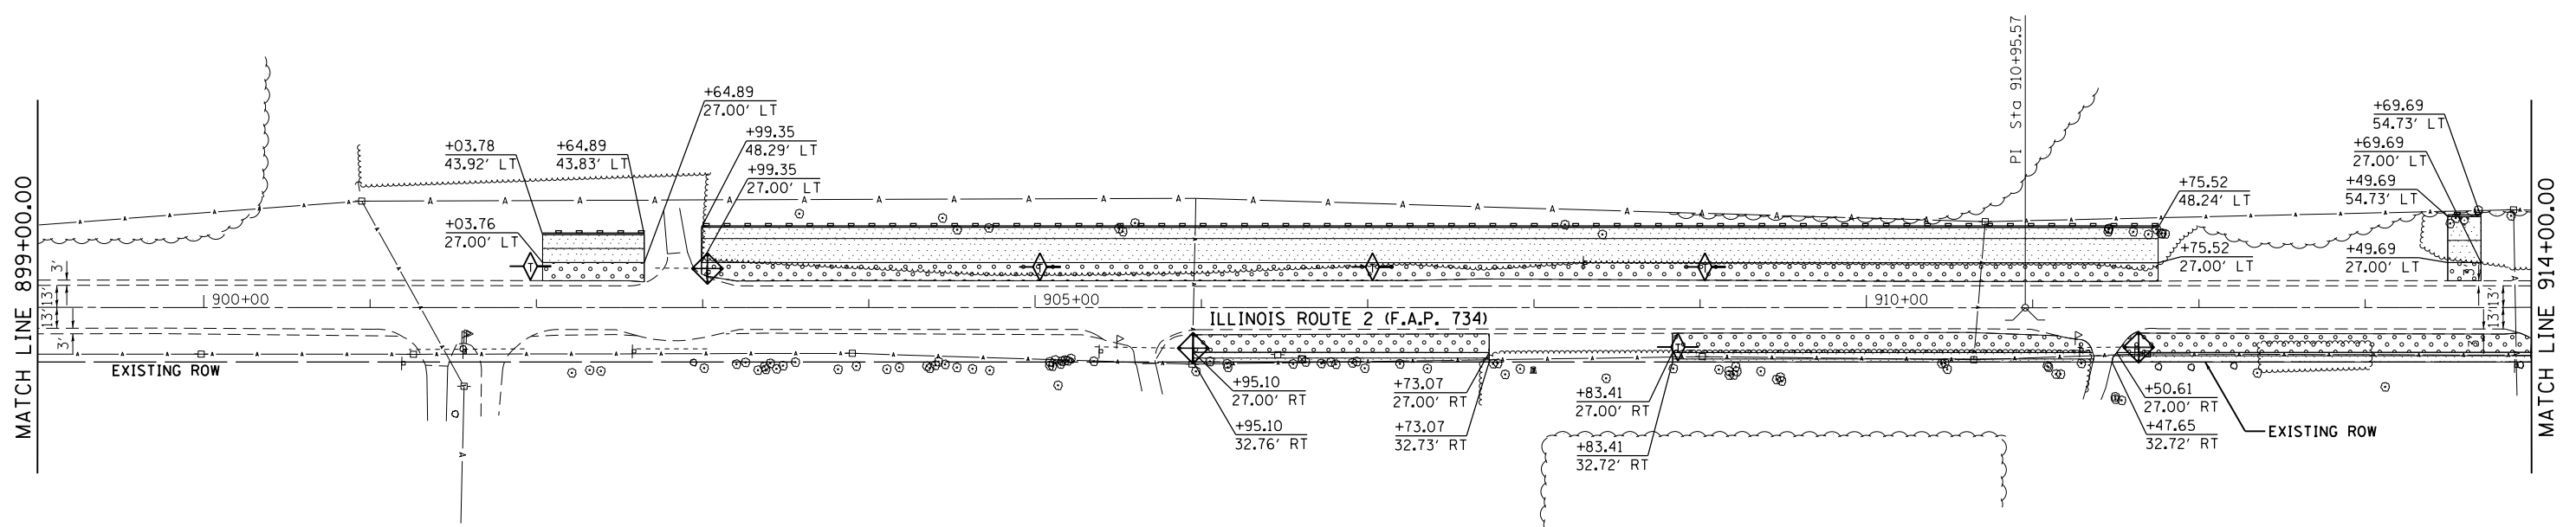 MATCH LINE 899+00.00
3'
13'
13'
3'
EXISTING ROW
900+00
+03.78
43.92' LT
+64.89
43.83' LT
+03.76
27.00' LT
+64.89
27.00' LT
+99.35
48.29' LT
+99.35
27.00' LT
905+00
ILLINOIS ROUTE 2 (F.A.P. 734)
+95.10
27.00' RT
+95.10
32.76' RT
+73.07
27.00' RT
+73.07
32.73' RT
+83.41
27.00' RT
+83.41
32.72' RT
910+00
PI Sta 910+95.57
+75.52
48.24' LT
+75.52
27.00' LT
+50.61
27.00' RT
+47.65
32.72' RT
EXISTING ROW
+69.69
54.73' LT
+69.69
27.00' LT
+49.69
54.73' LT
+49.69
27.00' LT
13'
13'
MATCH LINE 914+00.00